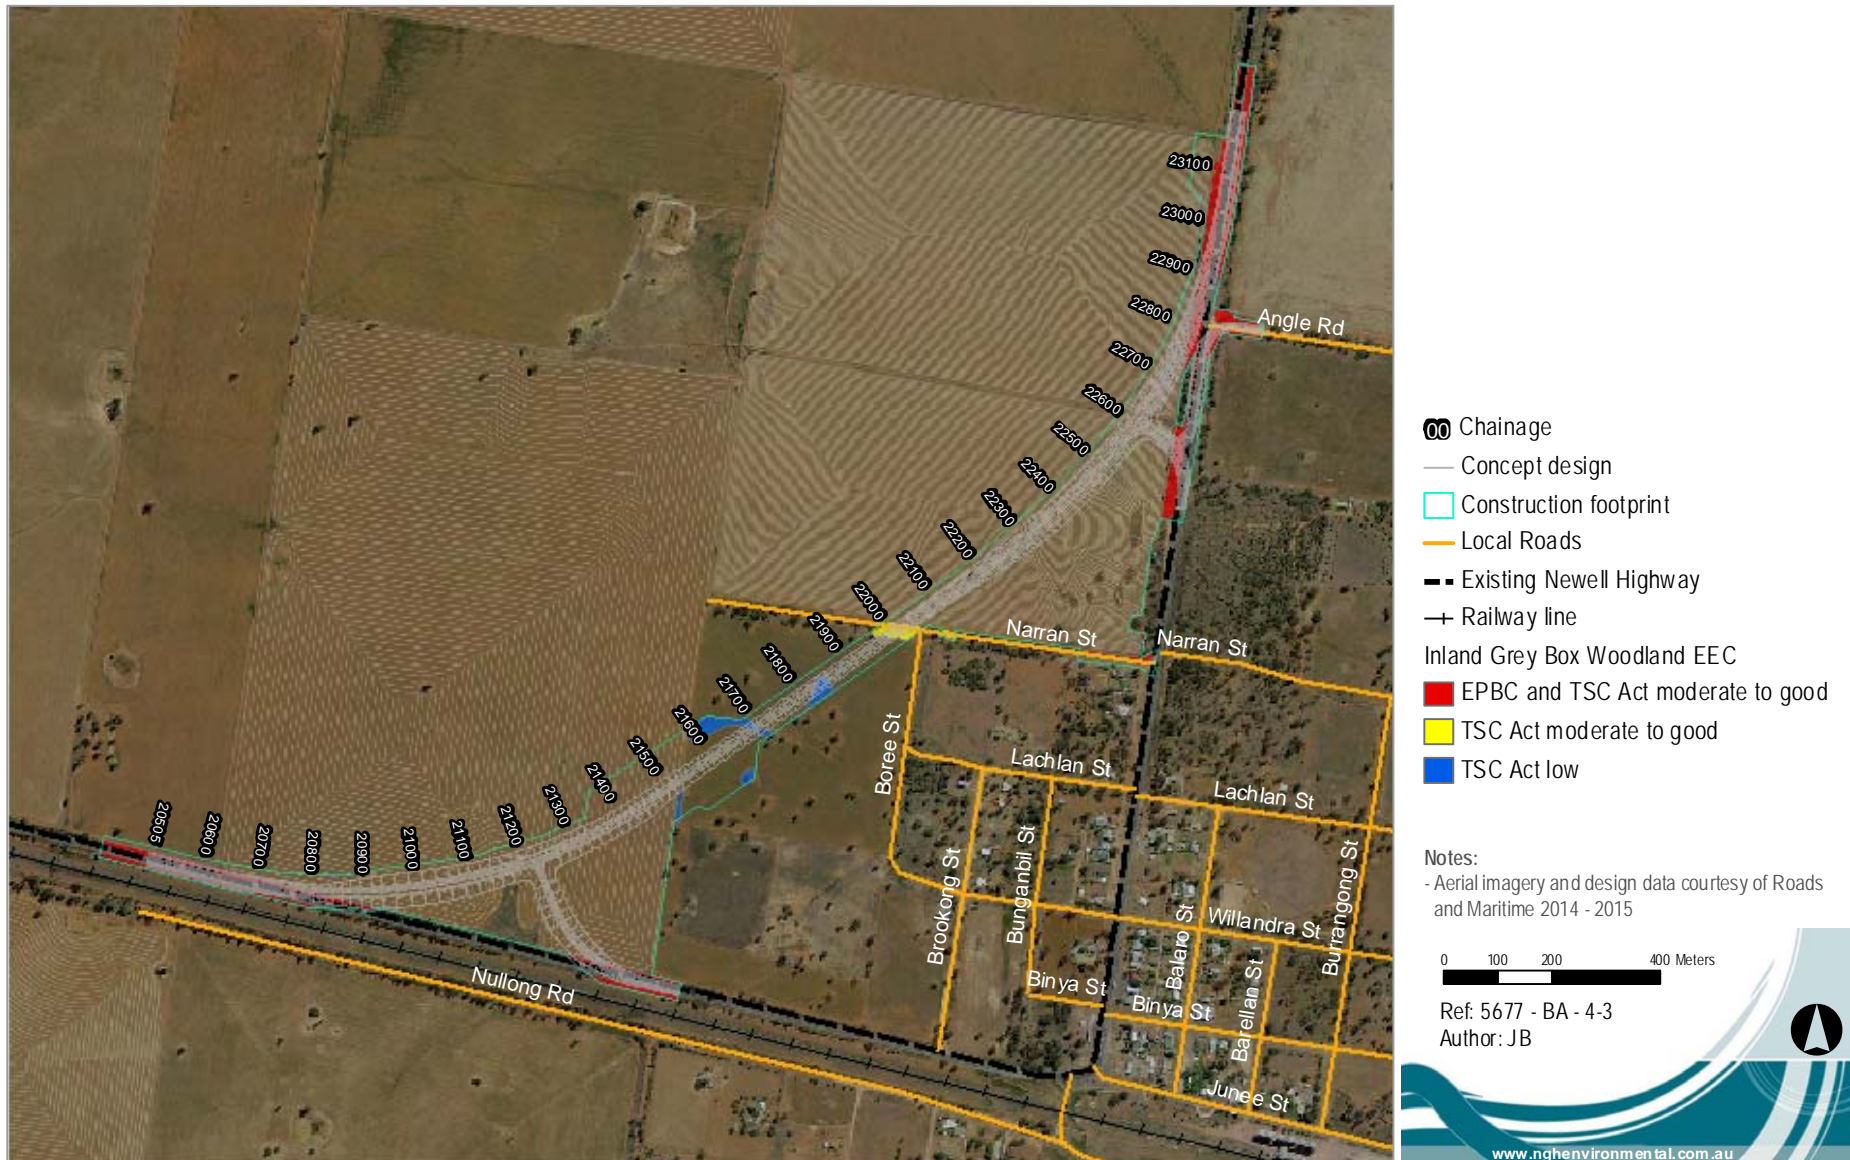 23100
23000
22900
22800
Angle Rd
22700
22600
22500
22400
22300
22200
22100
22000
21900
Narran St
Narran St
21800
21700
21600
21500
Boree St
Lachlan St
Lachlan St
21400
21300
21200
21100
21000
20900
20800
20700
20600
20505
Brookong St
Bunganbil St
Balaro St
Willandra St
Burrangong St
Nullong Rd
Binya St
Binya St
Barellan St
Junee St
00 Chainage
Concept design
Construction footprint
Local Roads
Existing Newell Highway
Railway line
Inland Grey Box Woodland EEC
EPBC and TSC Act moderate to good
TSC Act moderate to good
TSC Act low
Notes:
- Aerial imagery and design data courtesy of Roads
and Maritime 2014 - 2015
0 100 200 400 Meters
Ref: 5677 - BA - 4-3
Author: JB
www.nghenvironmental.com.au